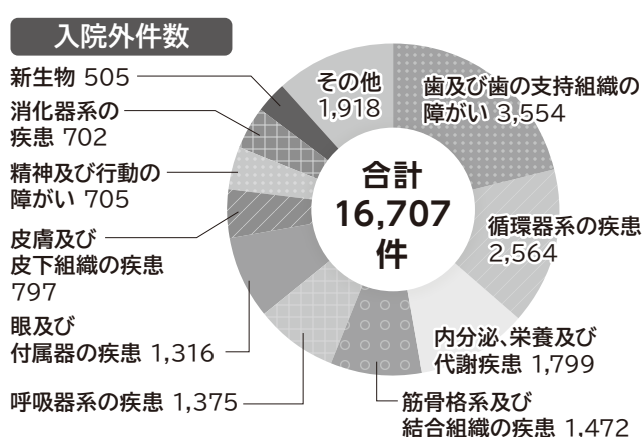 入院外件数
歯及び歯の支持組織の
障がい 3,554
循環器系の疾患
2,564
内分泌、栄養及び
代謝疾患 1,799
筋骨格系及び
結合組織の疾患 1,472
呼吸器系の疾患 1,375
眼及び
付属器の疾患 1,316
皮膚及び
皮下組織の疾患
797
精神及び行動の
障がい 705
消化器系の
疾患 702
新生物 505
その他
1,918
合計
16,707
件